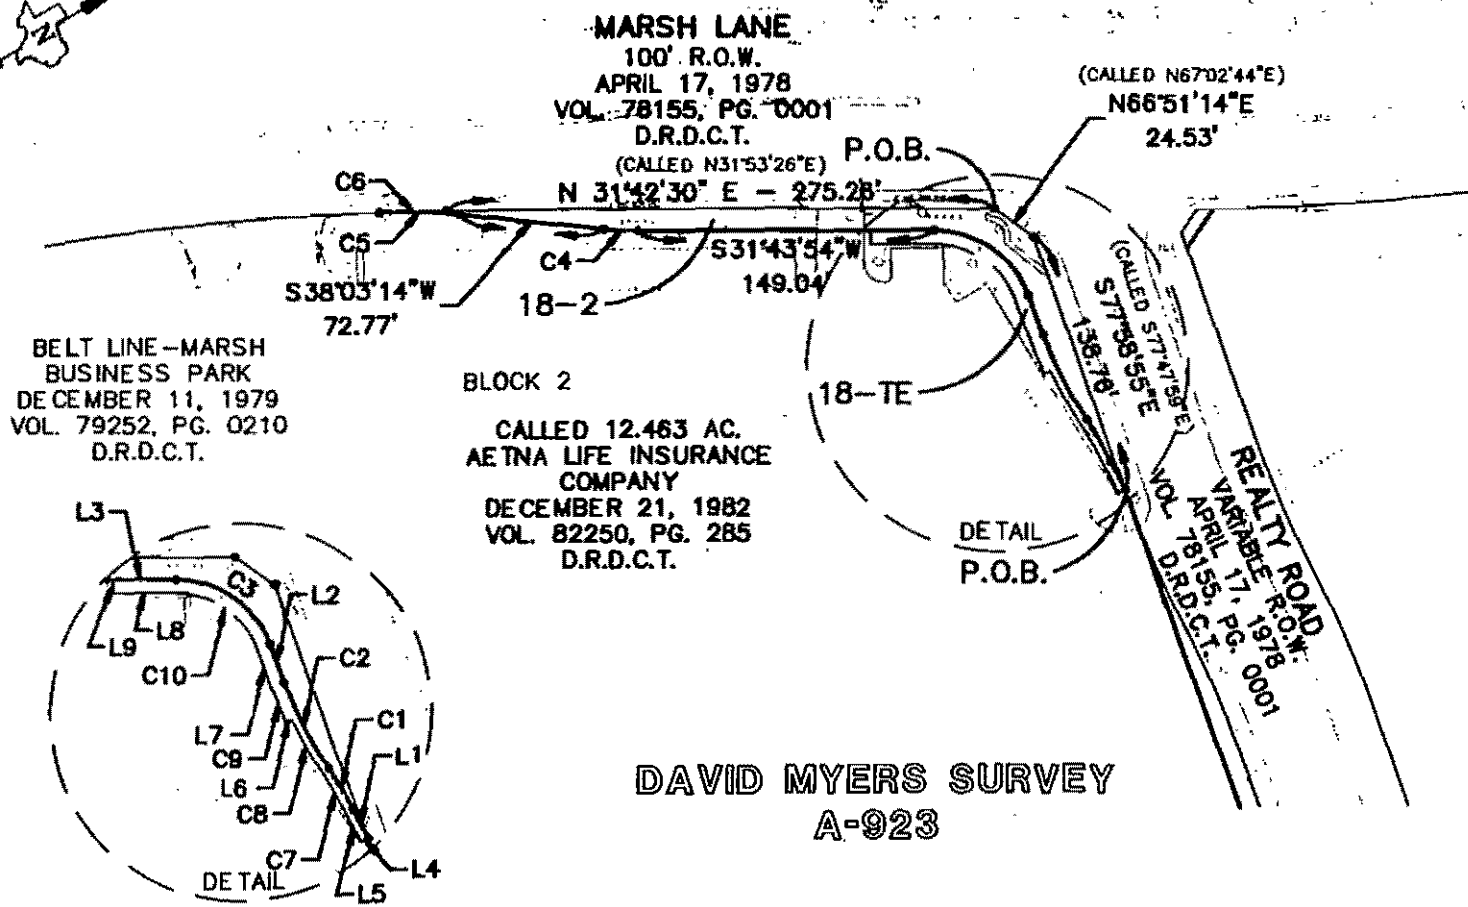 N
MARSH LANE
100' R.O.W.
APRIL 17, 1978
VOL. 78155, PG. 0001
D.R.D.C.T.
(CALLED N31°53'26"E)
N 31°42'30" E - 275.28'
P.O.B.
(CALLED N67°02'44"E)
N66°51'14"E
24.53'
C6
C5
C4
S38°03'14"W
72.77'
18-2
S31°43'54"W
149.04'
18-TE
(CALLED S77°47'59"E)
S77°58'55"E
138.76'
BELT LINE-MARSH
BUSINESS PARK
DECEMBER 11, 1979
VOL. 79252, PG. 0210
D.R.D.C.T.
BLOCK 2
CALLED 12.463 AC.
AETNA LIFE INSURANCE
COMPANY
DECEMBER 21, 1982
VOL. 82250, PG. 285
D.R.D.C.T.
DETAIL
P.O.B.
REALTY ROAD
VARIABLE R.O.W.
APRIL 17, 1978
VOL. 78155, PG. 0001
D.R.D.C.T.
L3
C3
L2
L9
L8
C10
C2
L7
C9
L6
C8
C1
L1
C7
L4
L5
DETAIL
DAVID MYERS SURVEY
A-923